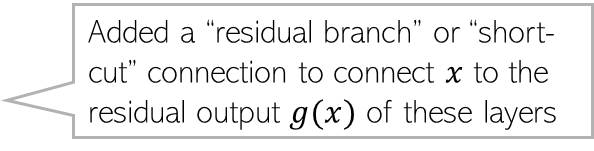 Added a “residual branch” or “short-
cut” connection to connect x to the
residual output g(x) of these layers